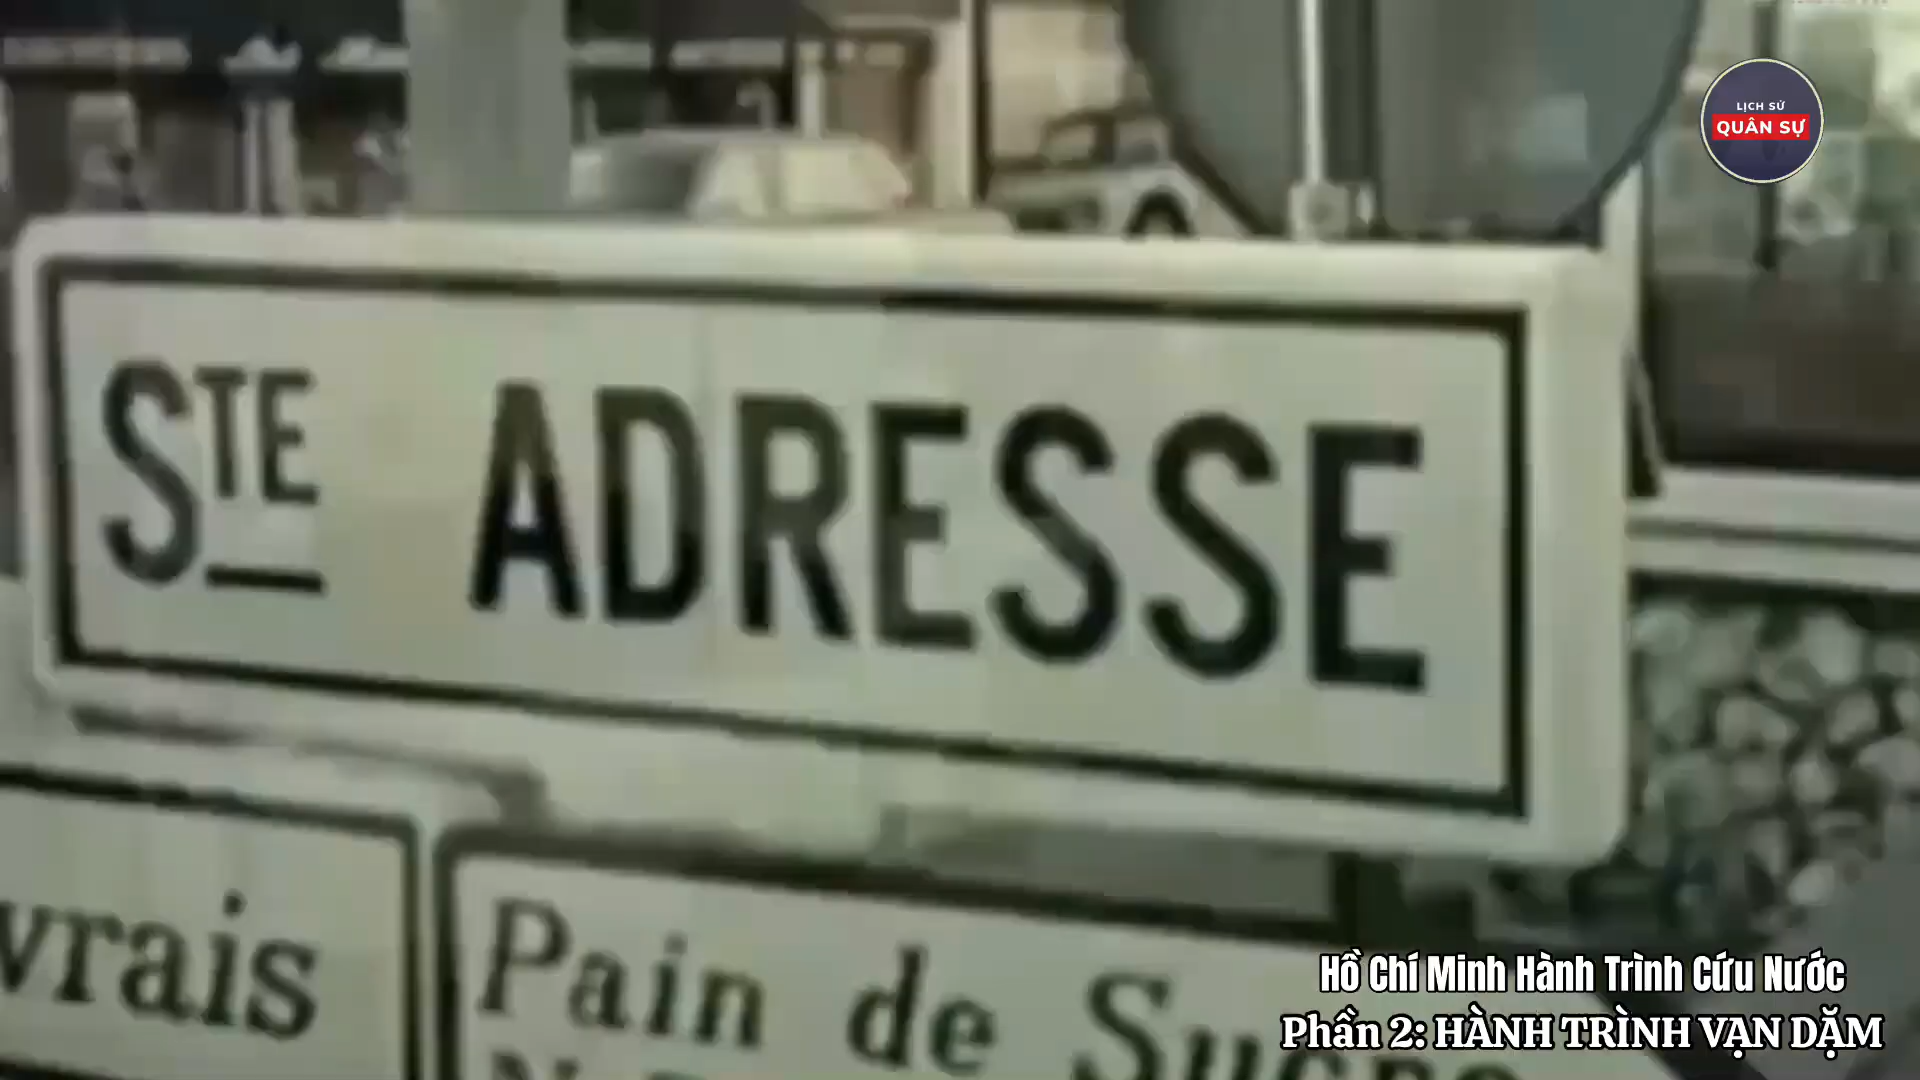 LỊCH SỬ
QUÂN SỰ
STE ADRESSE
vrais
Pain de Sucre
Hồ Chí Minh Hành Trình Cứu Nước
Phần 2: HÀNH TRÌNH VẠN DẶM